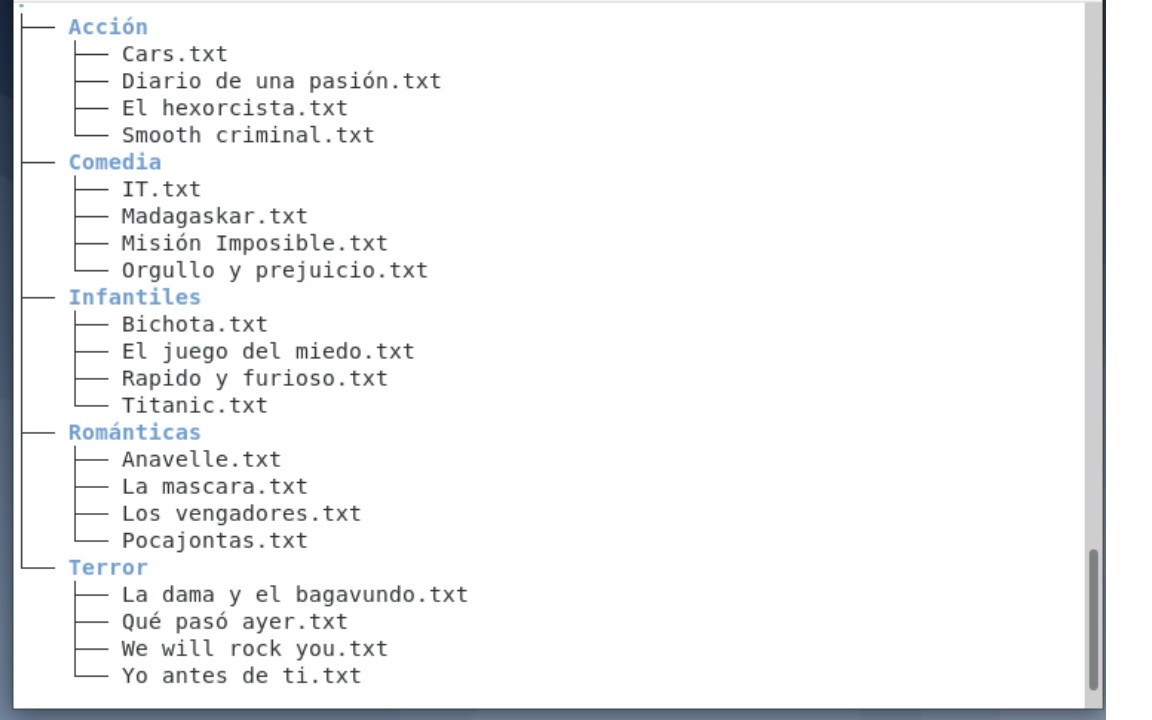 .
Acción
Cars.txt
Diario de una pasión.txt
El hexorcista.txt
Smooth criminal.txt
Comedia
IT.txt
Madagaskar.txt
Misión Imposible.txt
Orgullo y prejuicio.txt
Infantiles
Bichota.txt
El juego del miedo.txt
Rapido y furioso.txt
Titanic.txt
Románticas
Anavelle.txt
La mascara.txt
Los vengadores.txt
Pocajontas.txt
Terror
La dama y el bagavundo.txt
Qué pasó ayer.txt
We will rock you.txt
Yo antes de ti.txt